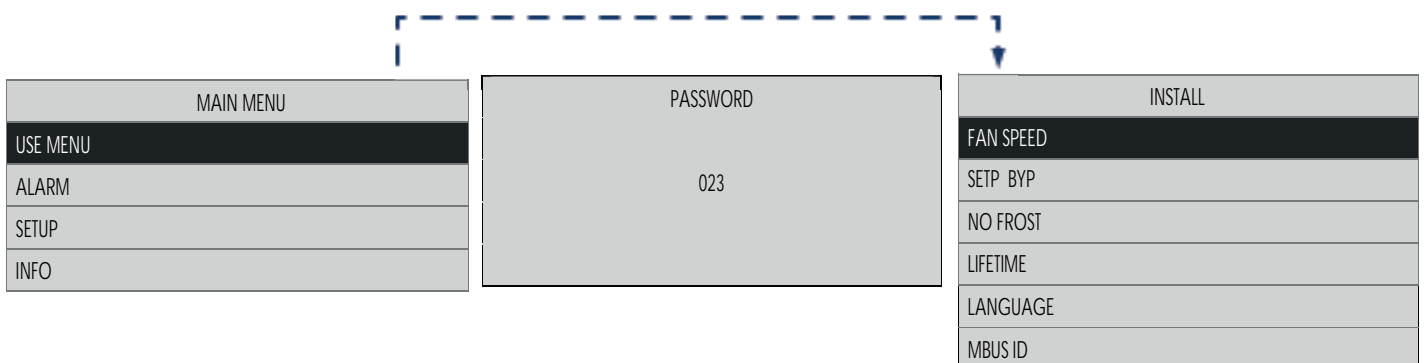 MAIN MENU
USE MENU
ALARM
SETUP
INFO
PASSWORD
023
INSTALL
FAN SPEED
SETP BYP
NO FROST
LIFETIME
LANGUAGE
MBUS ID